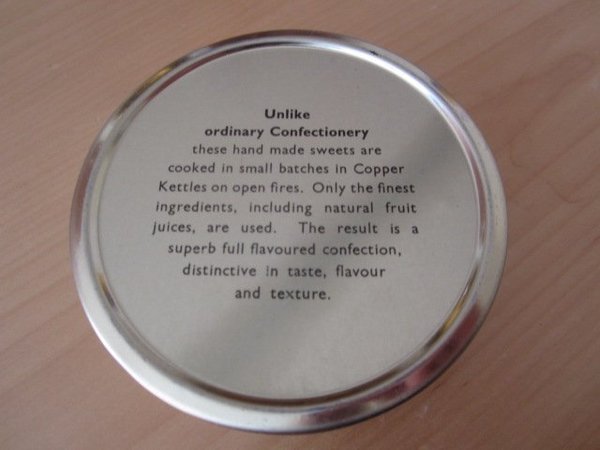 Unlike
ordinary Confectionery
these hand made sweets are
cooked in small batches in Copper
Kettles on open fires. Only the finest
ingredients, including natural fruit
juices, are used. The result is a
superb full flavoured confection,
distinctive in taste, flavour
and texture.